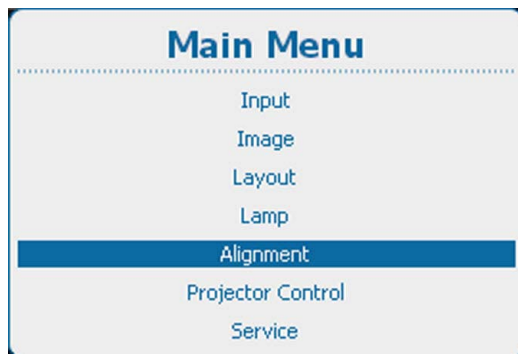 Main Menu
Input
Image
Layout
Lamp
Alignment
Projector Control
Service